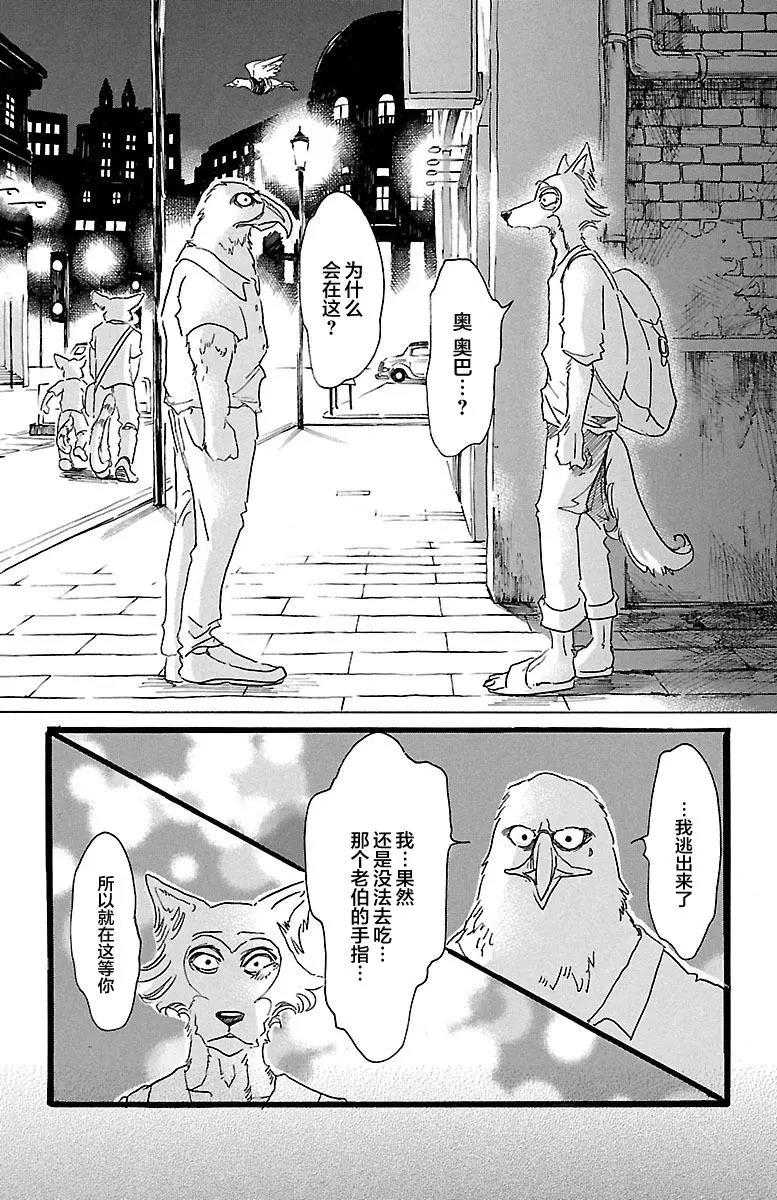 奥 奥巴
…?
为什么
会在这？
…我逃出来了
我…果然
还是没法去吃…
那个老伯的手指…
所以就在这等你